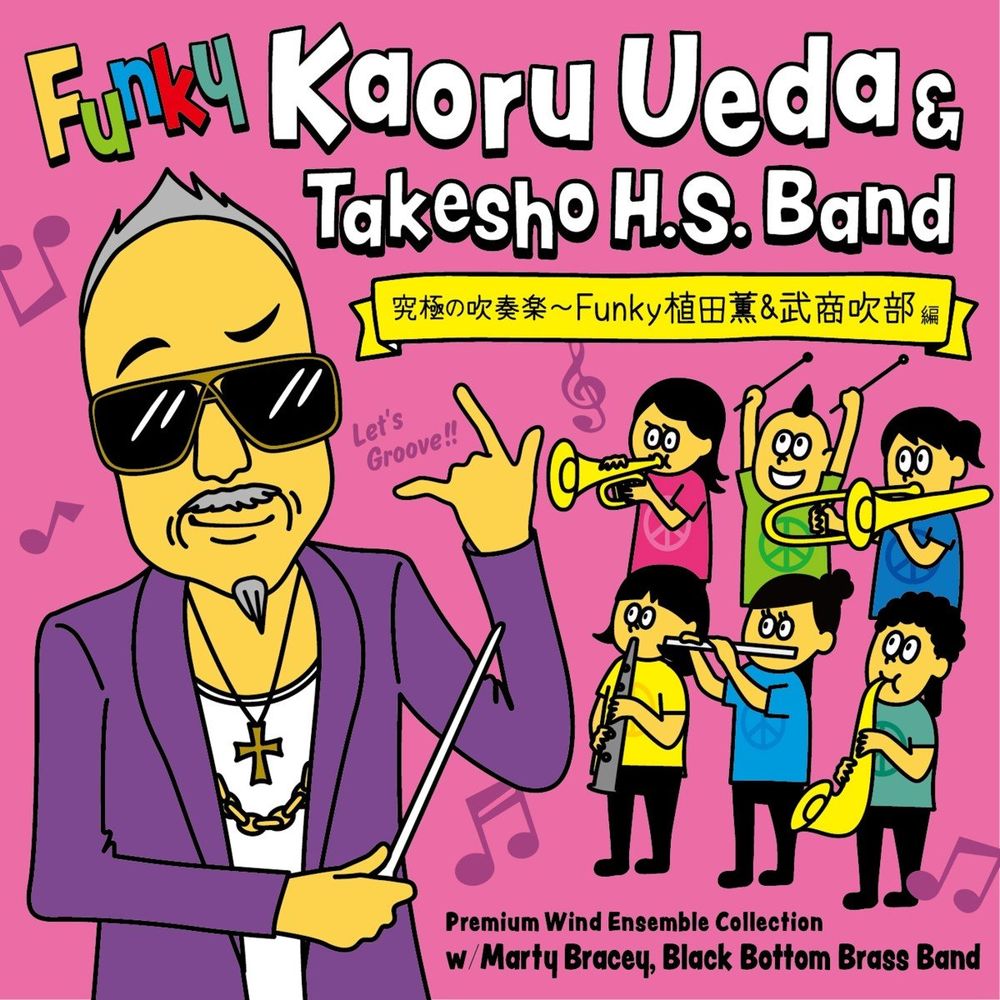 Funky Kaoru Ueda &
Takesho H.S. Band
究極の吹奏楽～Funky植田薫&武商吹部 編
Let's
Groove!!
Premium Wind Ensemble Collection
w/Marty Bracey, Black Bottom Brass Band